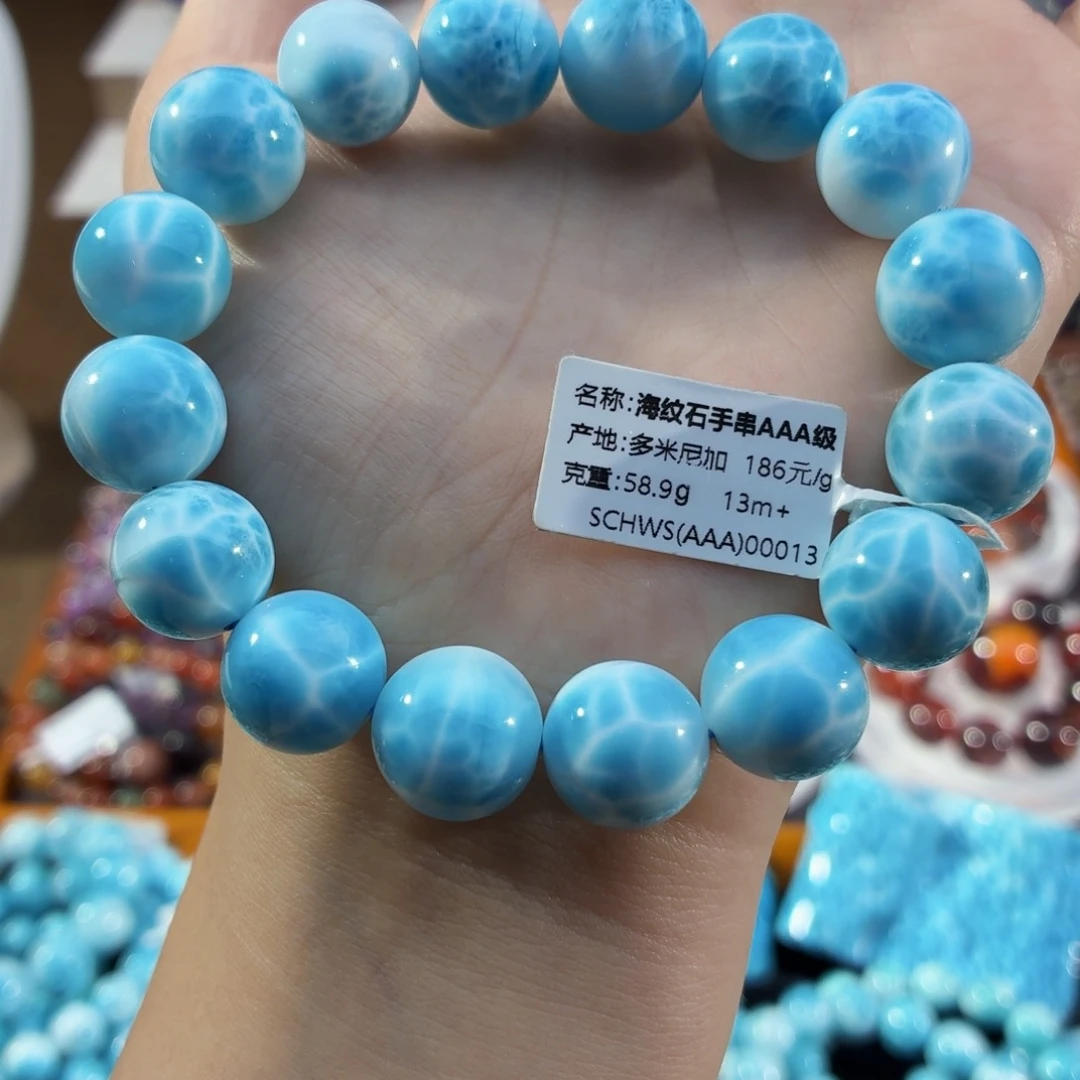 名称:海纹石手串AAA级
产地:多米尼加 186元/g
克重:58.9g 13m+
SCHWS(AAA)00013